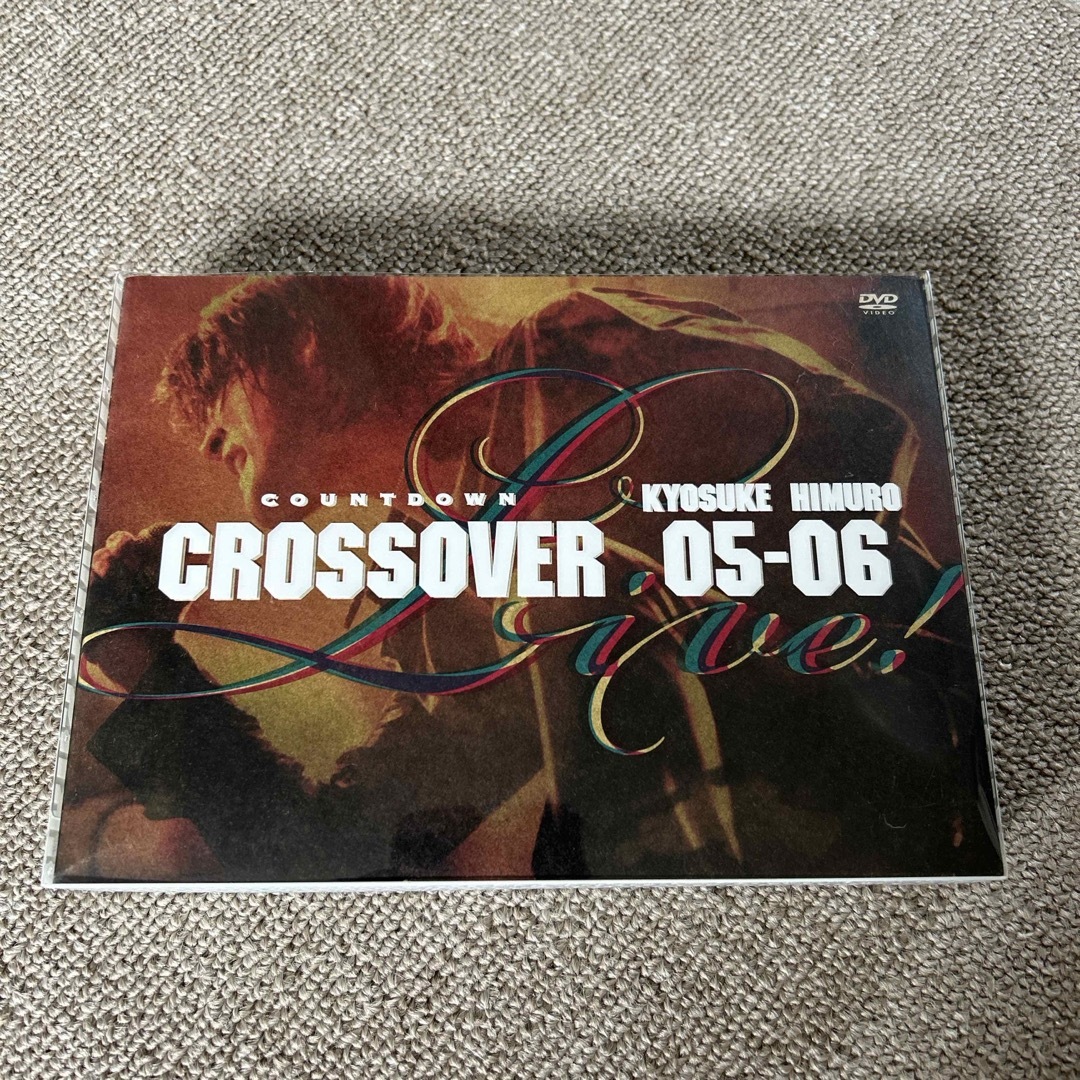 DVD
VIDEO
COUNTDOWN
KYOSUKE HIMURO
CROSSOVER 05-06
Live!